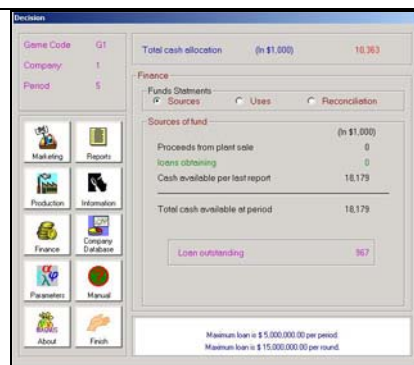 Decision
Game Code G1
Company: 1
Period 5
Total cash allocation (In $1,000) 10,363
Finance
Funds Statments
Sources Uses Reconciliation
Sources of fund
(In $1,000)
Proceeds from plant sale 0
loans obtaining 0
Cash available per last report 18,179
Total cash available at period 18,179
Loan outstanding 967
Marketing Reports
Production Information
Finance Company Database
Parameters Manual
About Finish
Maximum loan is $ 5,000,000.00 per period.
Maximum loan is $ 15,000,000.00 per round.